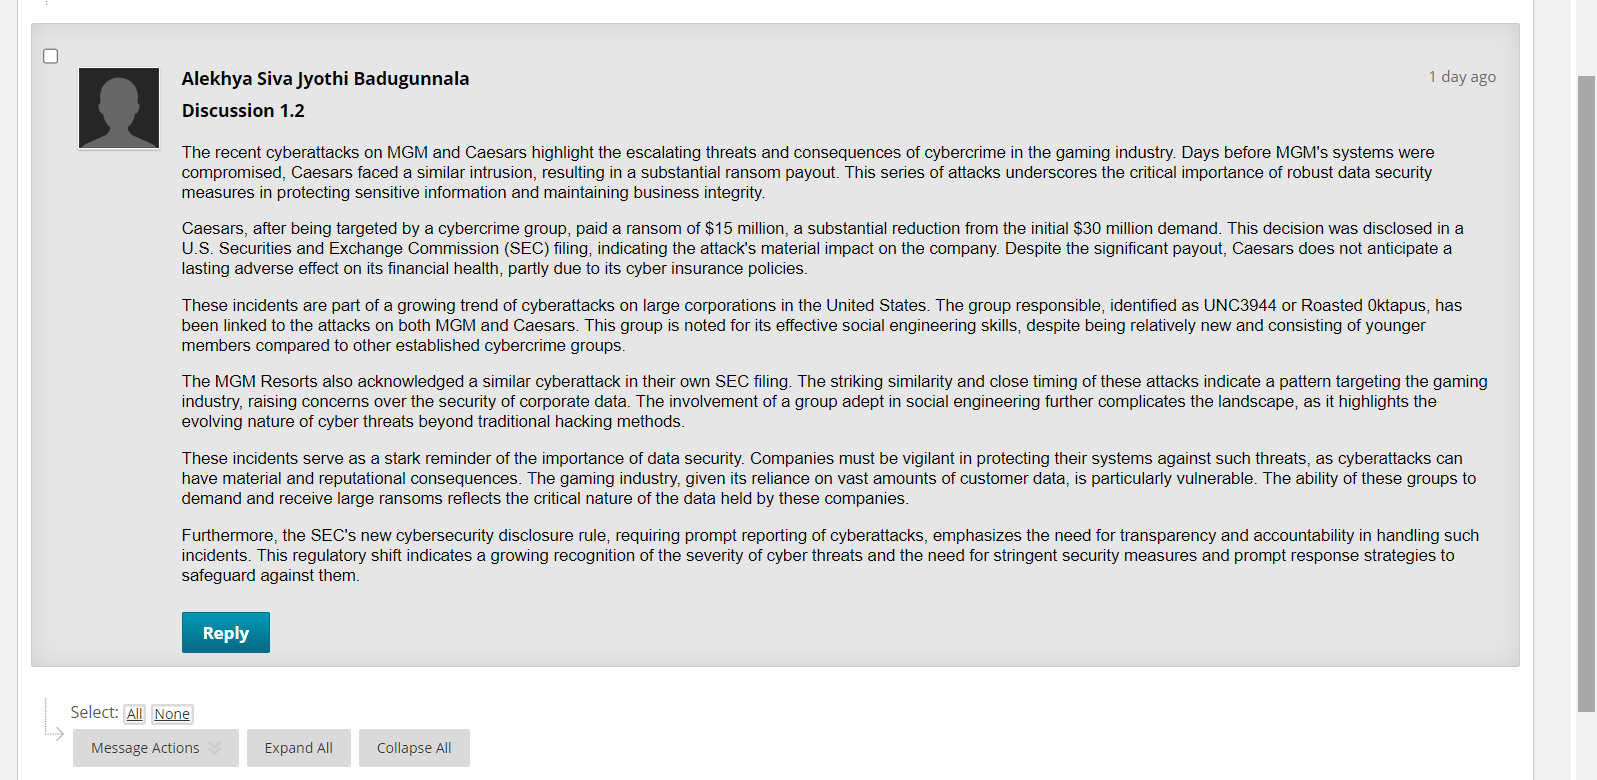 Alekhya Siva Jyothi Badugunnala
1 day ago
Discussion 1.2
The recent cyberattacks on MGM and Caesars highlight the escalating threats and consequences of cybercrime in the gaming industry. Days before MGM's systems were
compromised, Caesars faced a similar intrusion, resulting in a substantial ransom payout. This series of attacks underscores the critical importance of robust data security
measures in protecting sensitive information and maintaining business integrity.
Caesars, after being targeted by a cybercrime group, paid a ransom of $15 million, a substantial reduction from the initial $30 million demand. This decision was disclosed in a
U.S. Securities and Exchange Commission (SEC) filing, indicating the attack's material impact on the company. Despite the significant payout, Caesars does not anticipate a
lasting adverse effect on its financial health, partly due to its cyber insurance policies.
These incidents are part of a growing trend of cyberattacks on large corporations in the United States. The group responsible, identified as UNC3944 or Roasted 0ktapus, has
been linked to the attacks on both MGM and Caesars. This group is noted for its effective social engineering skills, despite being relatively new and consisting of younger
members compared to other established cybercrime groups.
The MGM Resorts also acknowledged a similar cyberattack in their own SEC filing. The striking similarity and close timing of these attacks indicate a pattern targeting the gaming
industry, raising concerns over the security of corporate data. The involvement of a group adept in social engineering further complicates the landscape, as it highlights the
evolving nature of cyber threats beyond traditional hacking methods.
These incidents serve as a stark reminder of the importance of data security. Companies must be vigilant in protecting their systems against such threats, as cyberattacks can
have material and reputational consequences. The gaming industry, given its reliance on vast amounts of customer data, is particularly vulnerable. The ability of these groups to
demand and receive large ransoms reflects the critical nature of the data held by these companies.
Furthermore, the SEC's new cybersecurity disclosure rule, requiring prompt reporting of cyberattacks, emphasizes the need for transparency and accountability in handling such
incidents. This regulatory shift indicates a growing recognition of the severity of cyber threats and the need for stringent security measures and prompt response strategies to
safeguard against them.
Reply
Select: All None
Message Actions Expand All Collapse All